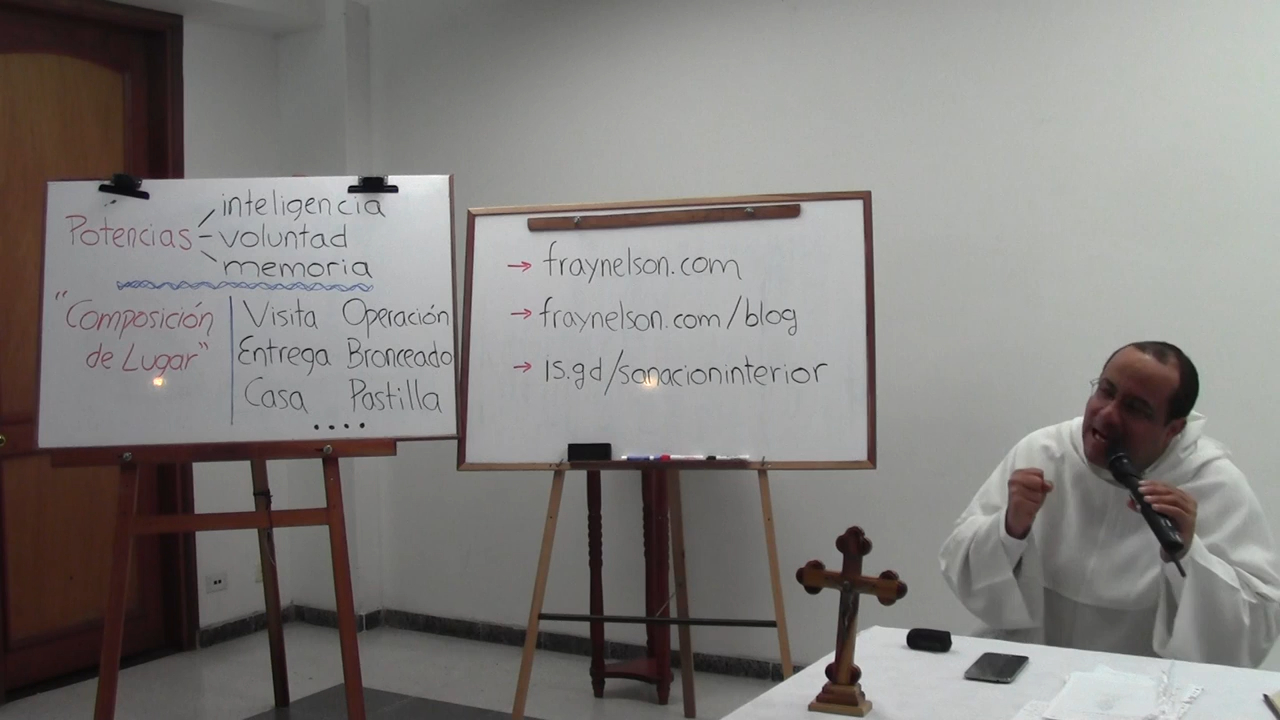 Potencias
inteligencia
voluntad
memoria
"Composición
de Lugar"
Visita Operación
Entrega Bronceado
Casa Pastilla
....
→ fraynelson.com
→ fraynelson.com/blog
→ is.gd/sanacioninterior